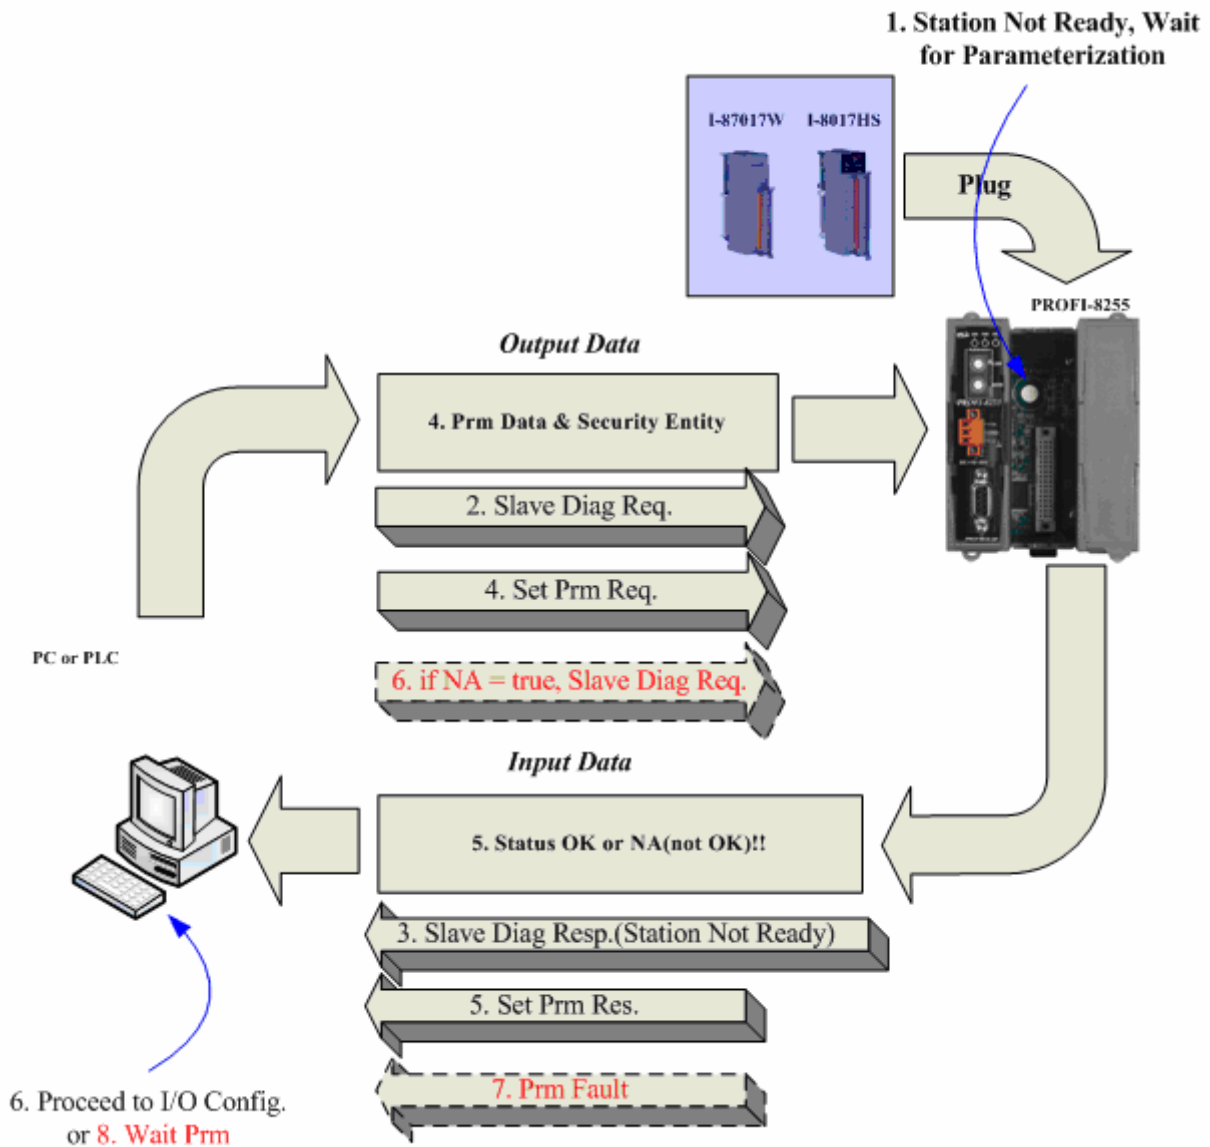 1. Station Not Ready, Wait
for Parameterization
I-87017W
I-8017HS
Plug
PROFI-8255
Output Data
4. Prm Data & Security Entity
2. Slave Diag Req.
4. Set Prm Req.
6. if NA = true, Slave Diag Req.
PC or PLC
Input Data
5. Status OK or NA(not OK)!!
3. Slave Diag Resp.(Station Not Ready)
5. Set Prm Res.
7. Prm Fault
6. Proceed to I/O Config.
or 8. Wait Prm